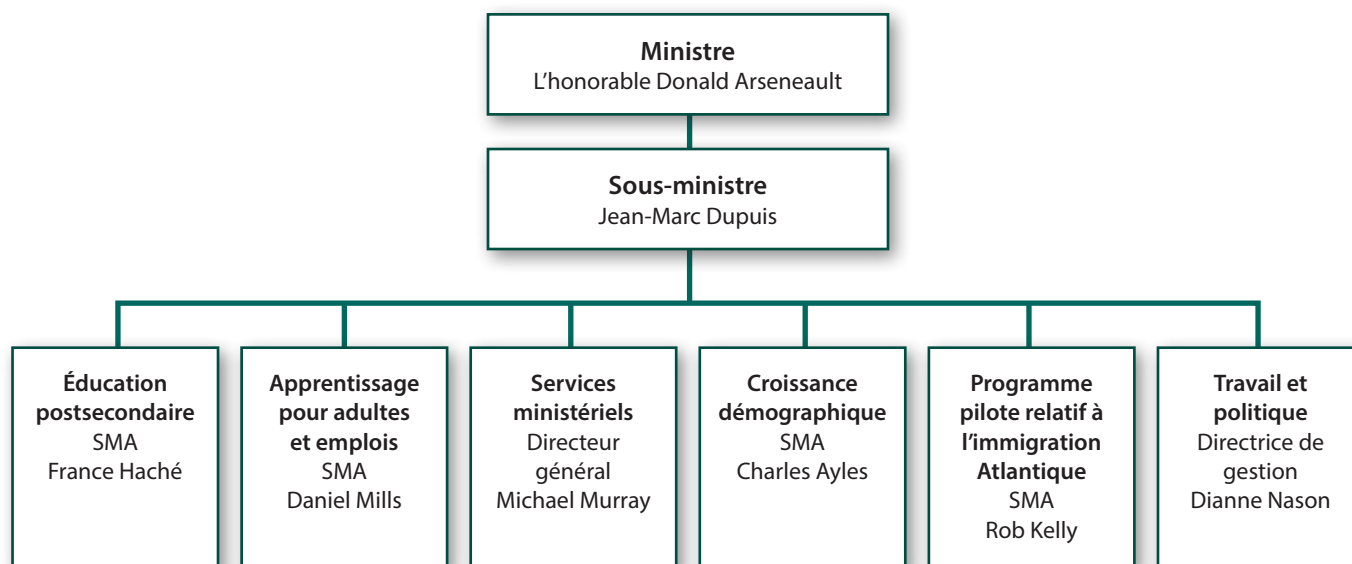 Ministre
L'honorable Donald Arseneault
Sous-ministre
Jean-Marc Dupuis
Éducation
postsecondaire
SMA
France Haché
Apprentissage
pour adultes
et emplois
SMA
Daniel Mills
Services
ministériels
Directeur
général
Michael Murray
Croissance
démographique
SMA
Charles Ayles
Programme
pilote relatif à
l'immigration
Atlantique
SMA
Rob Kelly
Travail et
politique
Directrice de
gestion
Dianne Nason